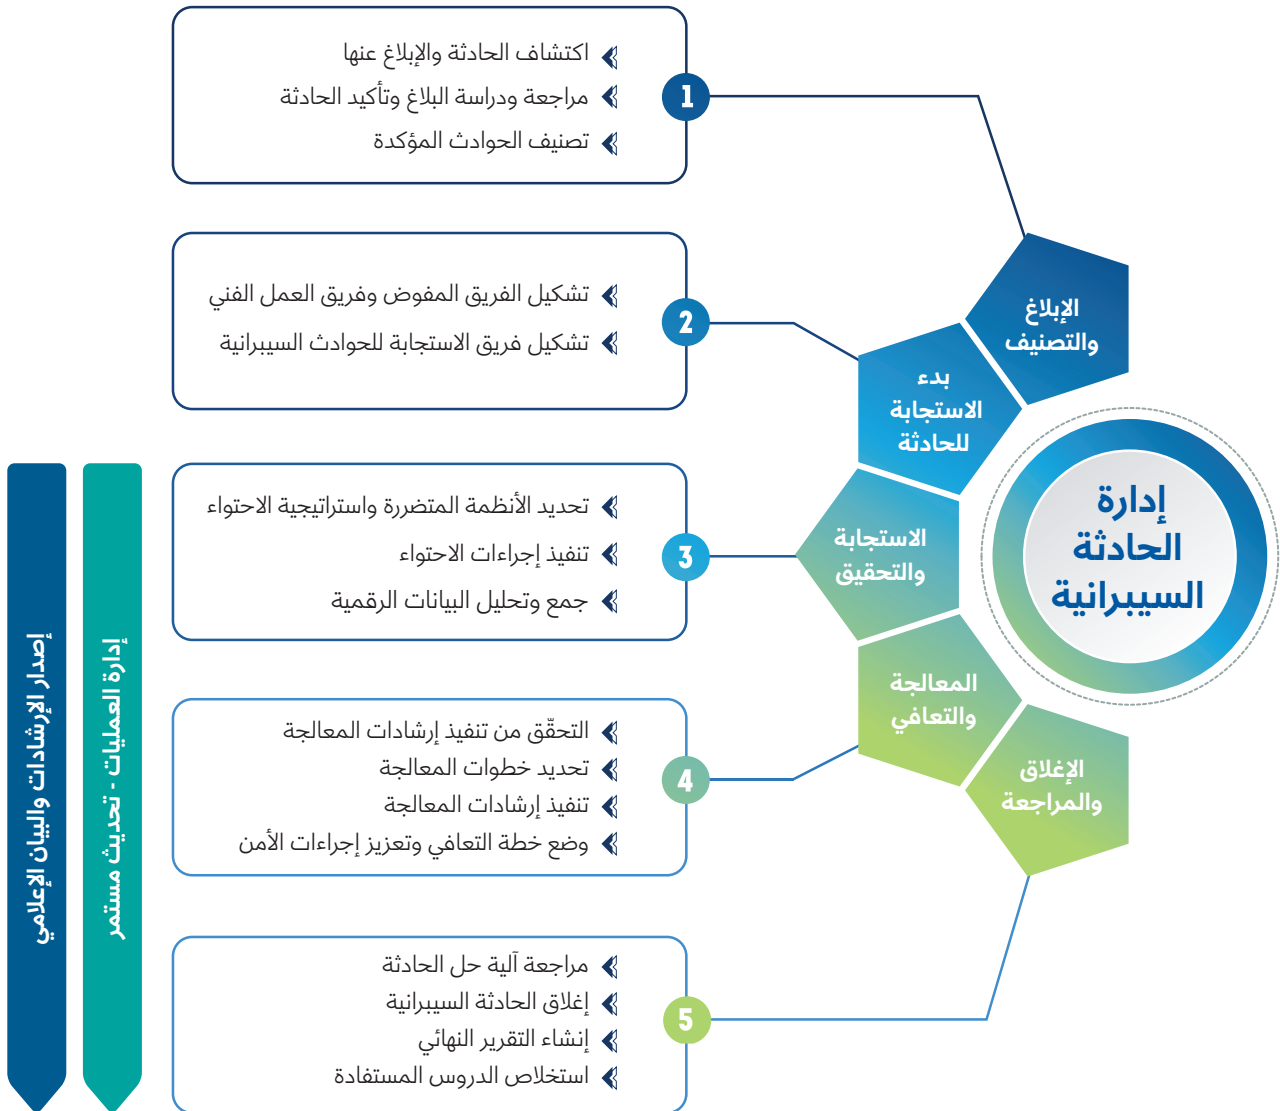 إدارة
الحادثة
السيبرانية
الإبلاغ
والتصنيف
1
اكتشاف الحادثة والإبلاغ عنها
مراجعة ودراسة البلاغ وتأكيد الحادثة
تصنيف الحوادث المؤكدة
بدء
الاستجابة
للحادثة
2
تشكيل الفريق المفوض وفريق العمل الفني
تشكيل فريق الاستجابة للحوادث السيبرانية
الاستجابة
والتحقيق
3
تحديد الأنظمة المتضررة واستراتيجية الاحتواء
تنفيذ إجراءات الاحتواء
جمع وتحليل البيانات الرقمية
المعالجة
والتعافي
4
التحقّق من تنفيذ إرشادات المعالجة
تحديد خطوات المعالجة
تنفيذ إرشادات المعالجة
وضع خطة التعافي وتعزيز إجراءات الأمن
الإغلاق
والمراجعة
5
مراجعة آلية حل الحادثة
إغلاق الحادثة السيبرانية
إنشاء التقرير النهائي
استخلاص الدروس المستفادة
إدارة العمليات - تحديث مستمر
إصدار الإرشادات والبيان الإعلامي